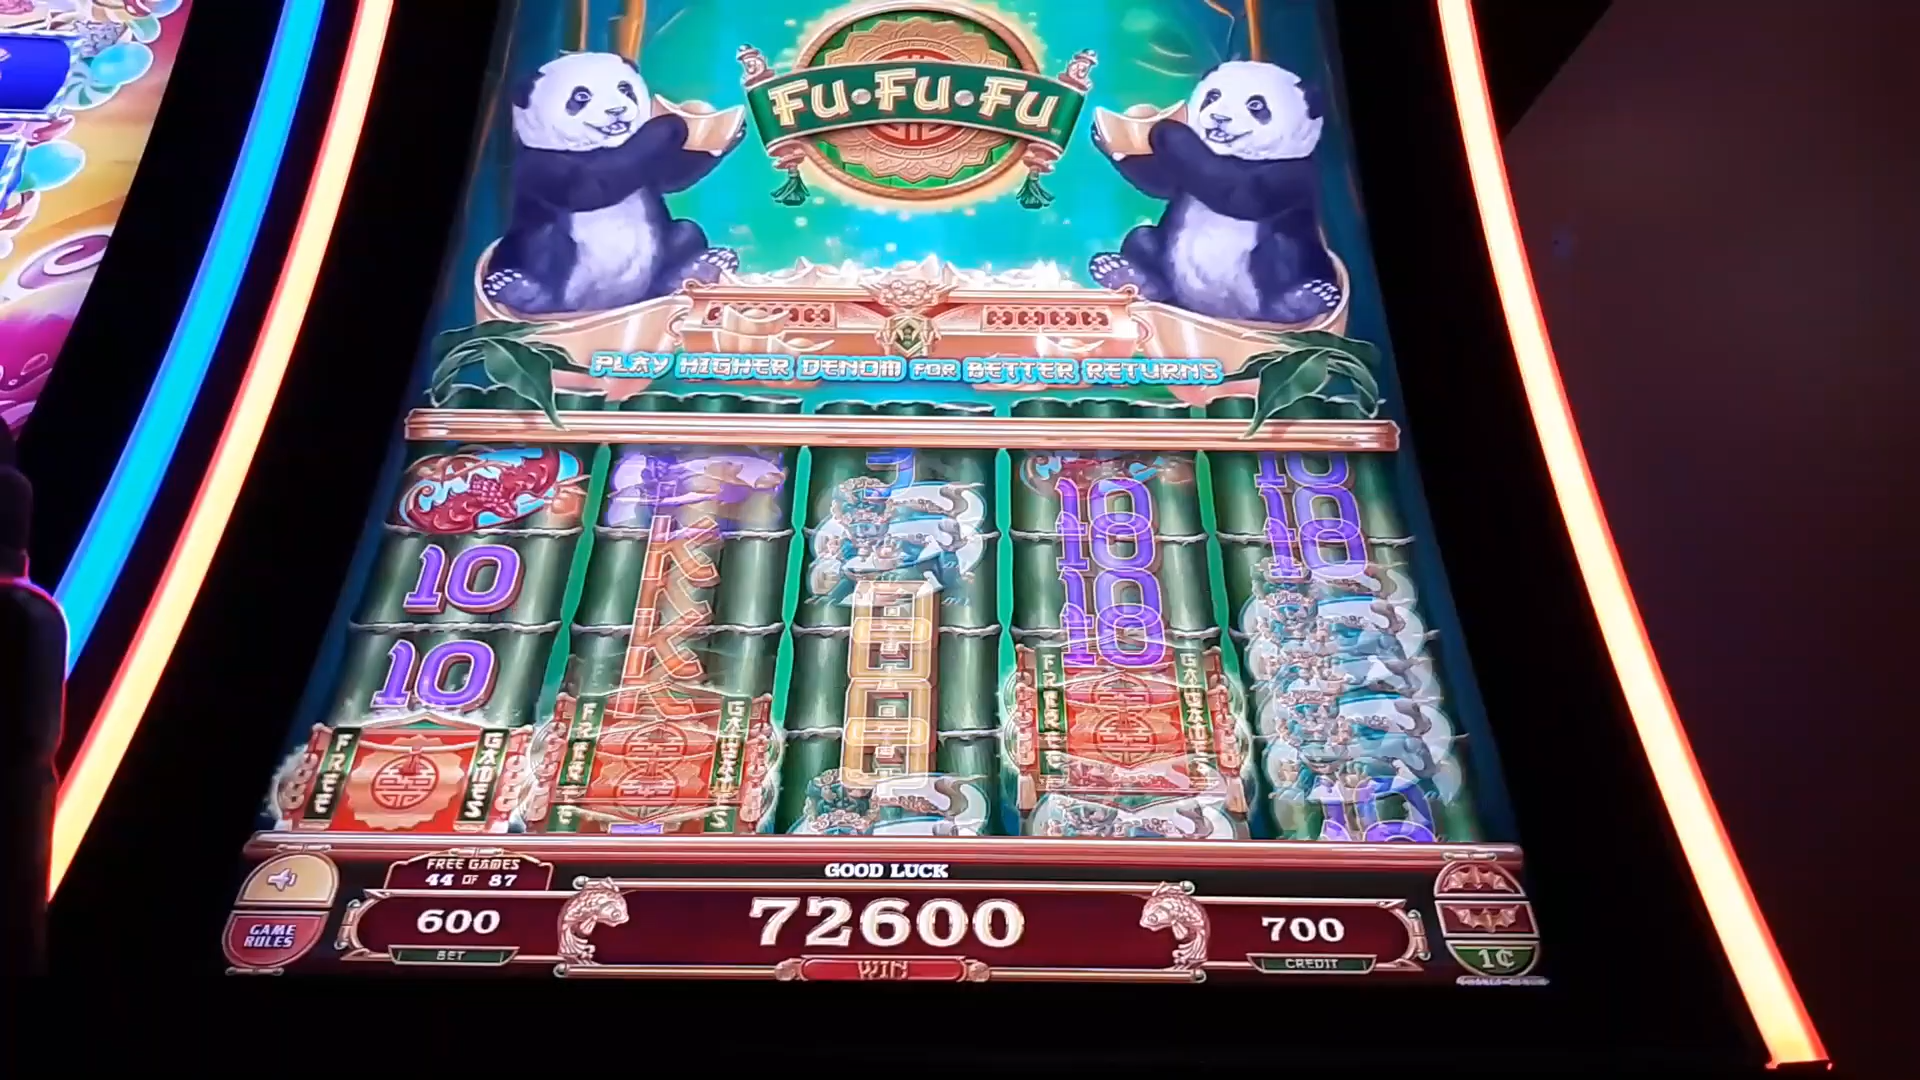 FU•FU•FU
PLAY HIGHER DENOM FOR BETTER RETURNS
10
10
10
10
10
K
K
10
10
FREE GAMES
FREE GAMES
FREE GAMES
GOOD LUCK
FREE GAMES
44 OF 87
GAME RULES
600
BET
72600
WIN
700
CREDIT
1¢